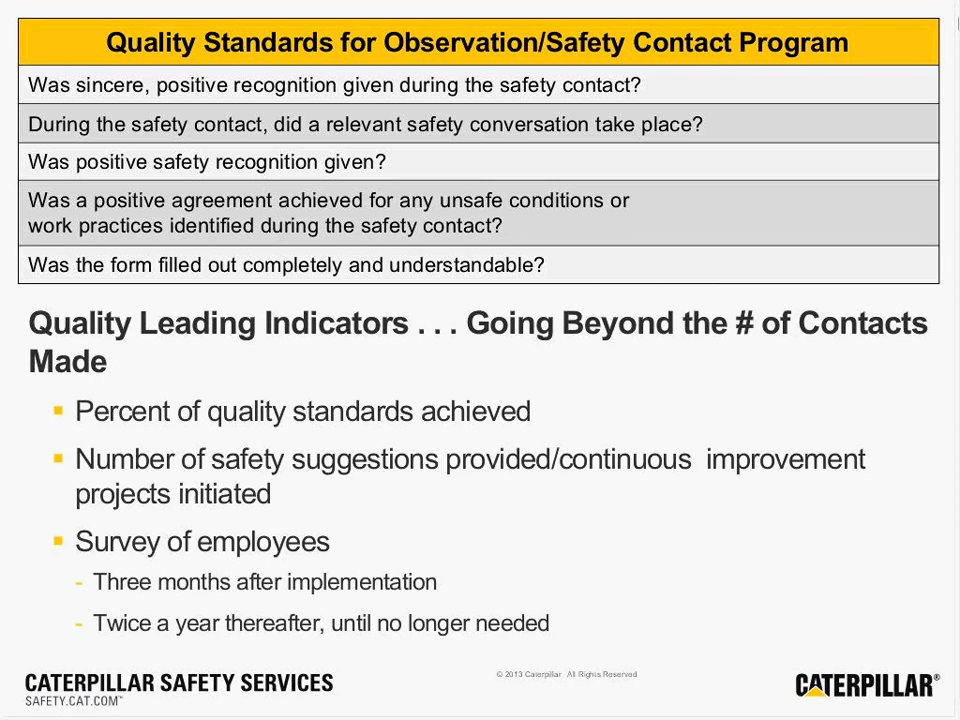 Quality Standards for Observation/Safety Contact Program
Was sincere, positive recognition given during the safety contact?
During the safety contact, did a relevant safety conversation take place?
Was positive safety recognition given?
Was a positive agreement achieved for any unsafe conditions or
work practices identified during the safety contact?
Was the form filled out completely and understandable?
Quality Leading Indicators . . . Going Beyond the # of Contacts
Made
▪ Percent of quality standards achieved
▪ Number of safety suggestions provided/continuous improvement
projects initiated
▪ Survey of employees
- Three months after implementation
- Twice a year thereafter, until no longer needed
CATERPILLAR SAFETY SERVICES
SAFETY.CAT.COM™
© 2013 Caterpillar All Rights Reserved
CATERPILLAR®